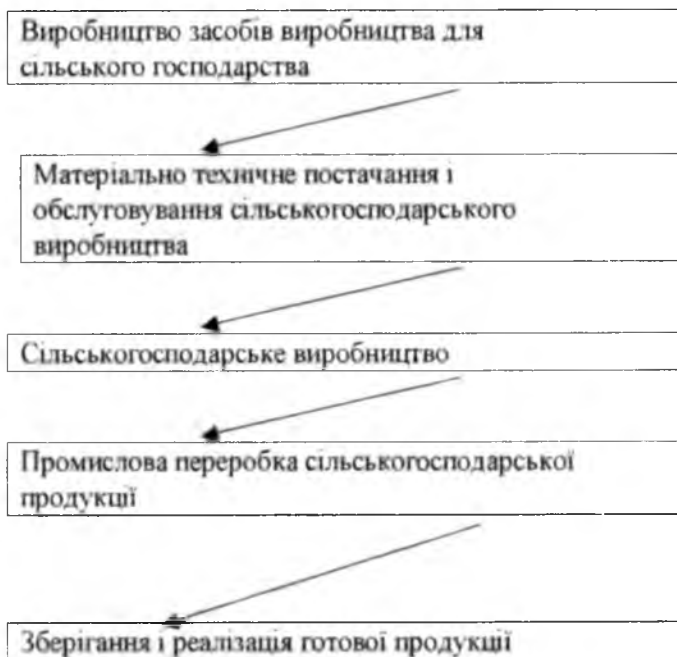 Виробництво засобів виробництва для
сільського господарства
Матеріально технічне постачання і
обслуговування сільськогосподарського
виробництва
Сільськогосподарське виробництво
Промислова переробка сільськогосподарської
продукції
Зберігання і реалізація готової продукції